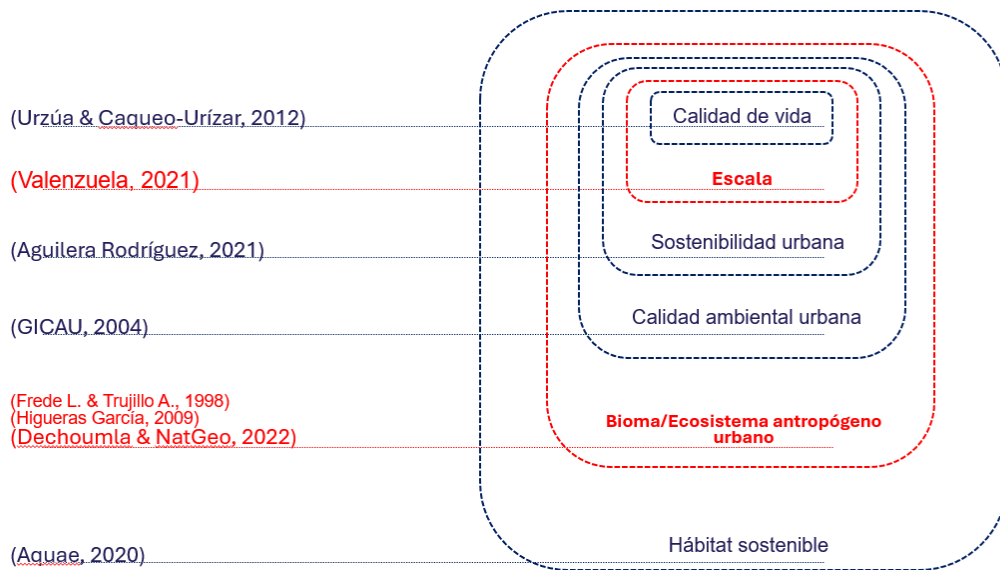 (Urzúa & Caqueo-Urízar, 2012)
Calidad de vida
(Valenzuela, 2021)
Escala
(Aguilera Rodríguez, 2021)
Sostenibilidad urbana
(GICAU, 2004)
Calidad ambiental urbana
(Frede L. & Trujillo A., 1998)
(Higueras García, 2009)
(Dechoumla & NatGeo, 2022)
Bioma/Ecosistema antropógeno
urbano
(Aquae, 2020)
Hábitat sostenible